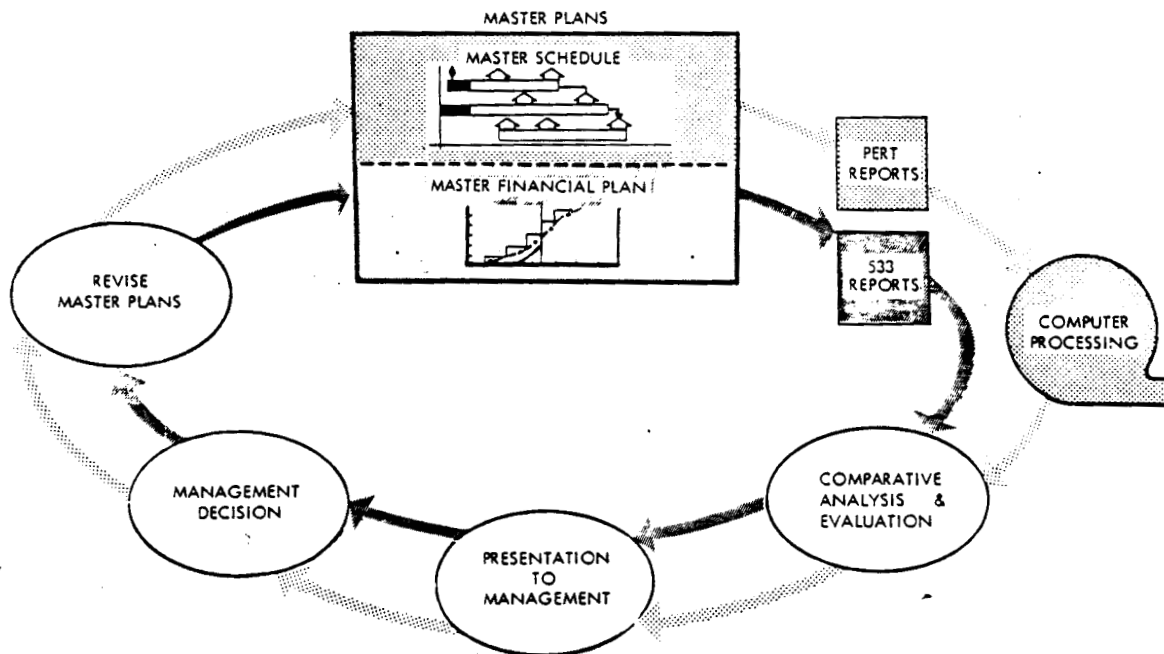 MASTER PLANS
MASTER SCHEDULE
MASTER FINANCIAL PLAN
PERT
REPORTS
533
REPORTS
COMPUTER
PROCESSING
COMPARATIVE
ANALYSIS &
EVALUATION
PRESENTATION
TO
MANAGEMENT
MANAGEMENT
DECISION
REVISE
MASTER PLANS